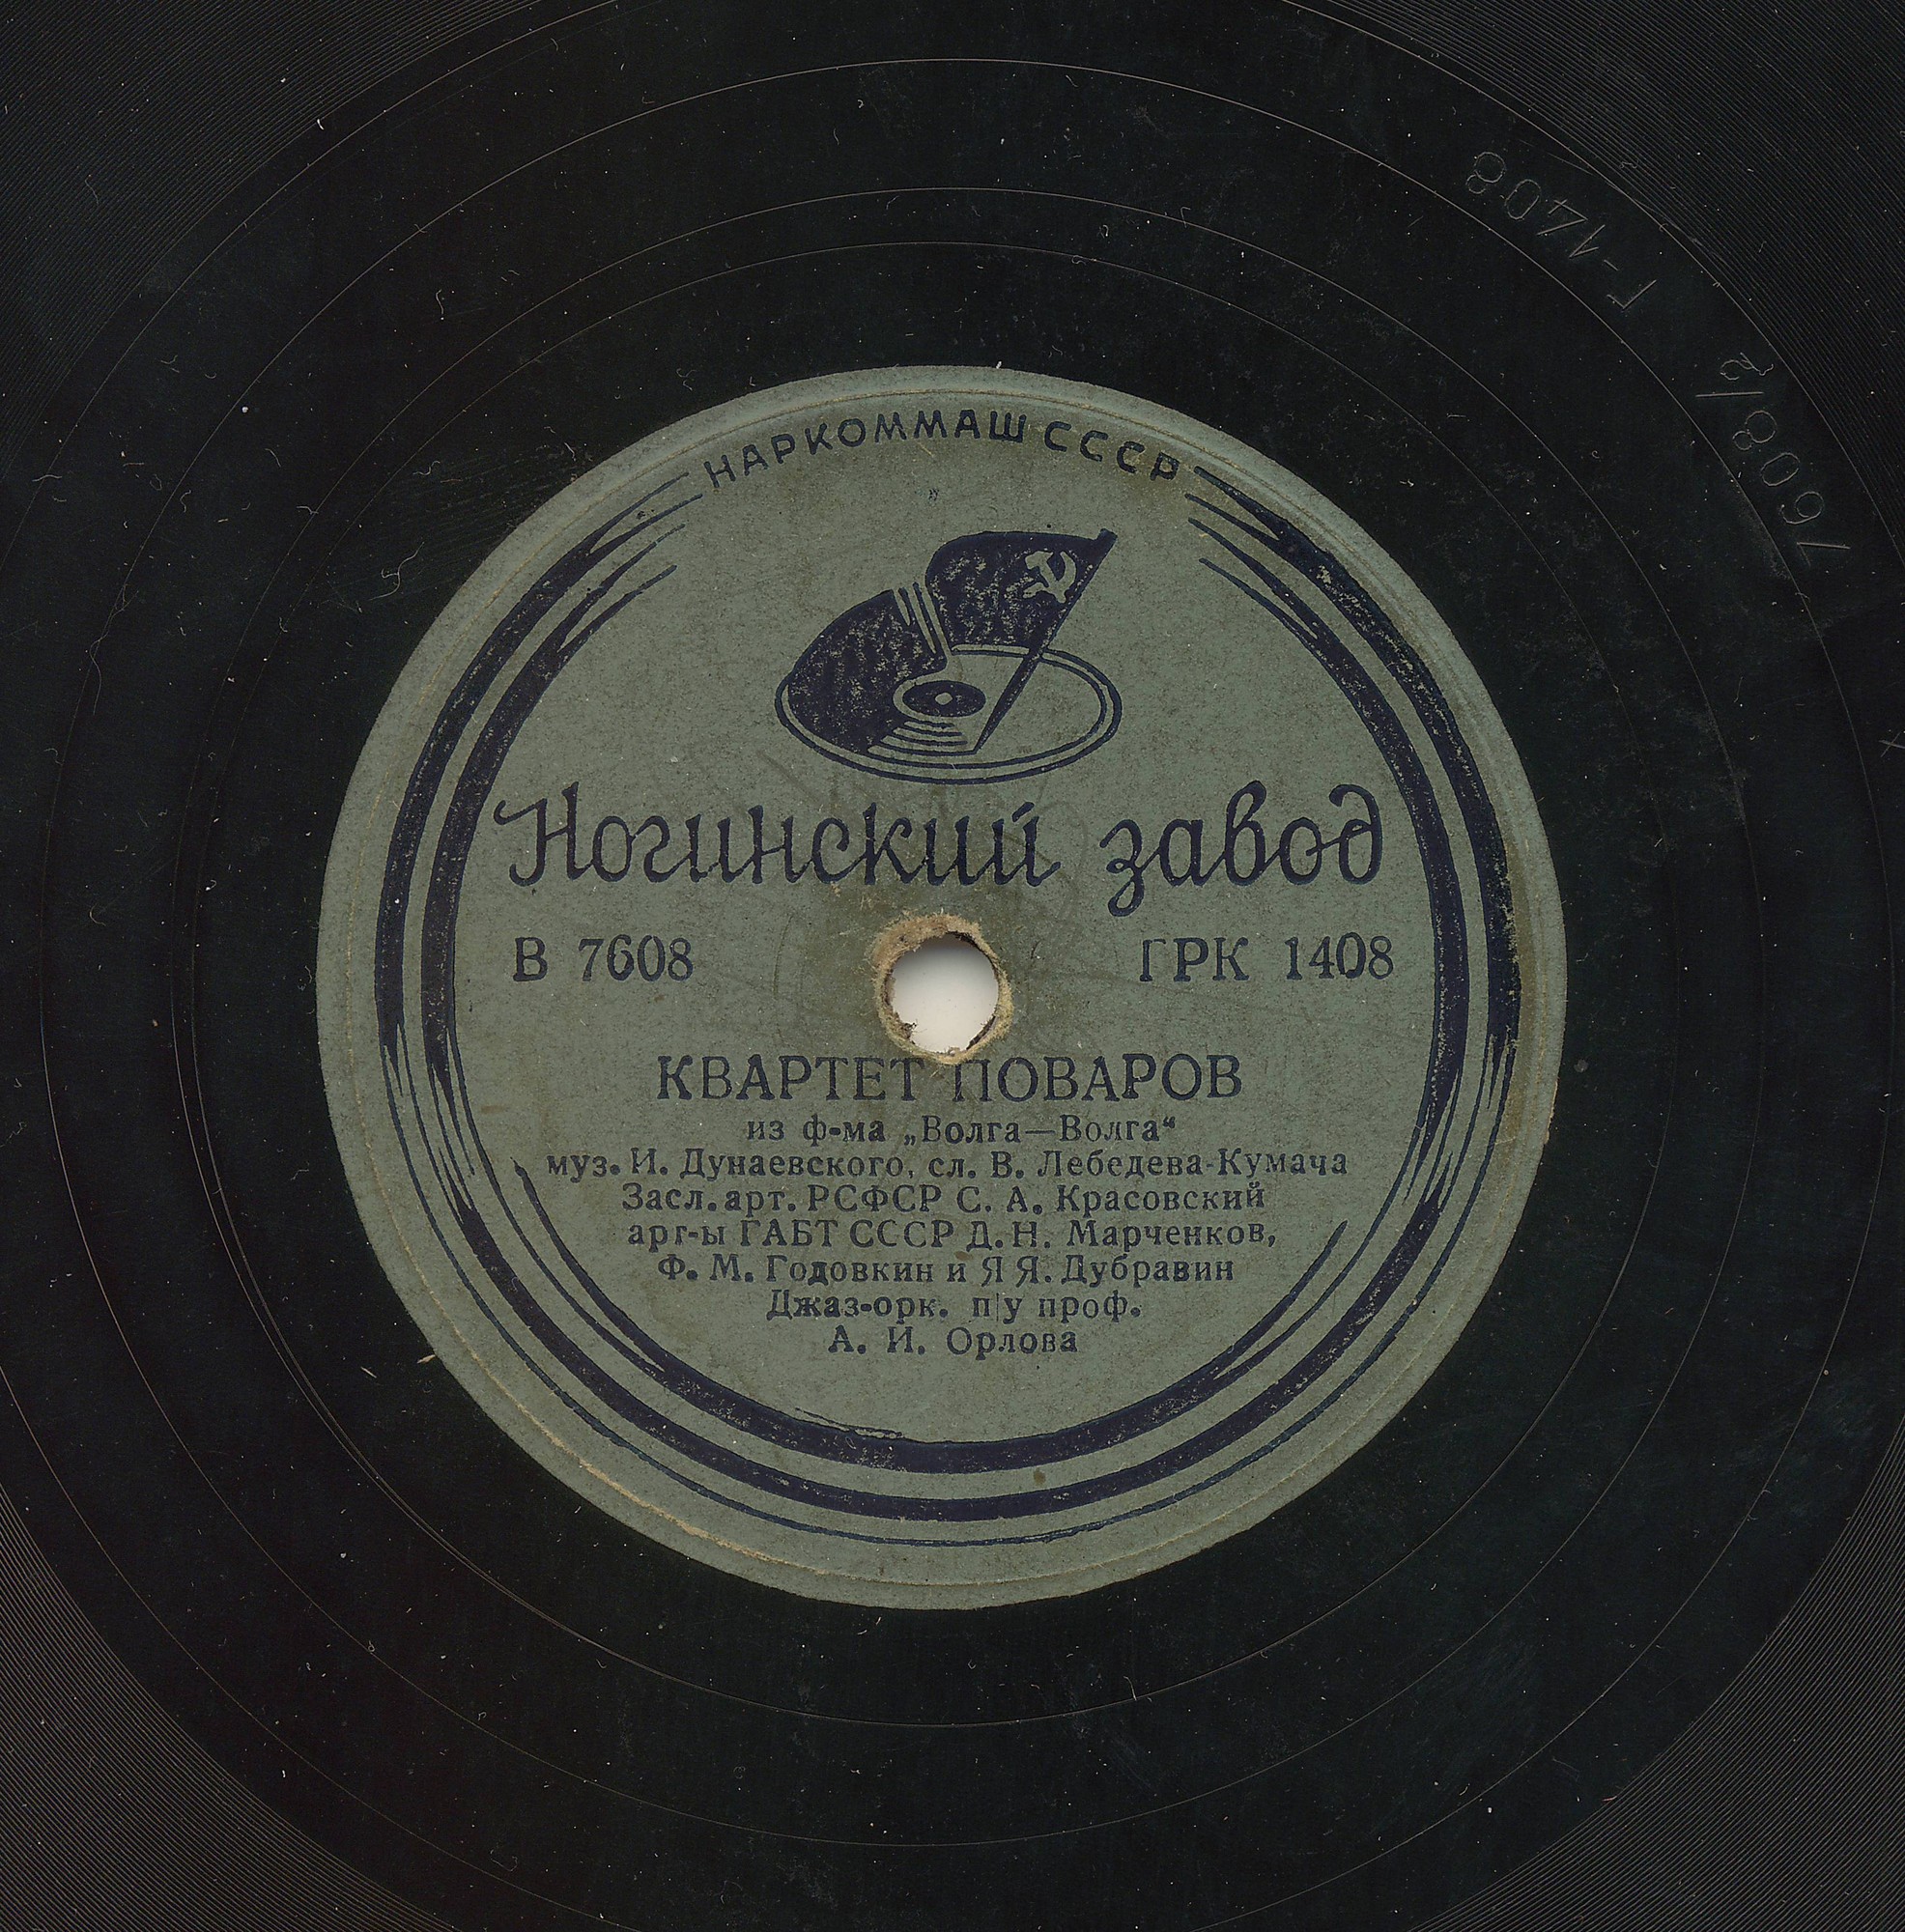 НАРКОММАШ СССР
Ногинский завод
В 7608 ГРК 1408
КВАРТЕТ ПОВАРОВ
из ф-ма „Волга—Волга“
муз. И. Дунаевского, сл. В. Лебедева-Кумача
Засл. арт. РСФСР С. А. Красовский
арт-ы ГАБТ СССР Д. Н. Марченков,
Ф. М. Годовкин и Я Я. Дубравин
Джаз-орк. п/у проф.
А. И. Орлова
7608/2 Г-1408